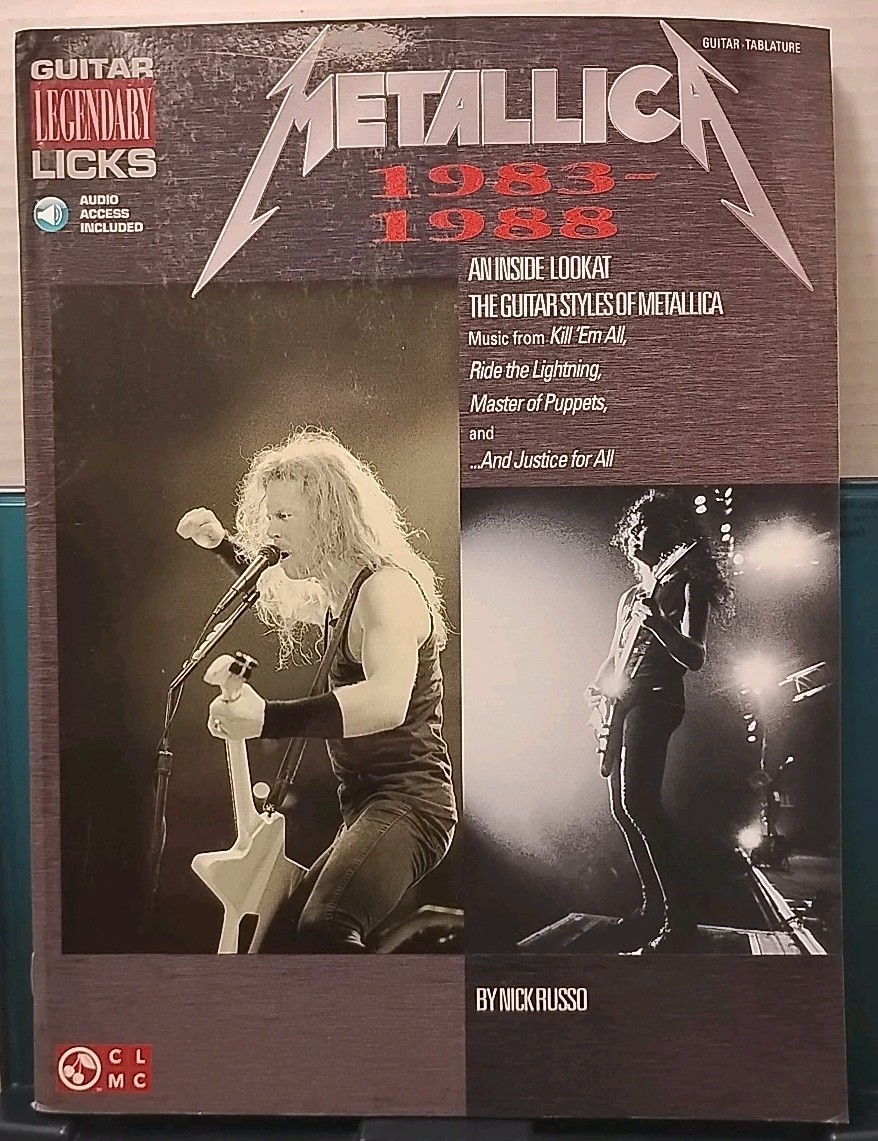 GUITAR
LEGENDARY
LICKS
AUDIO
ACCESS
INCLUDED
GUITAR • TABLATURE
METALLICA
1983-
1988
AN INSIDE LOOK AT
THE GUITAR STYLES OF METALLICA
Music from Kill 'Em All,
Ride the Lightning,
Master of Puppets,
and
...And Justice for All
BY NICK RUSSO
C L
M C